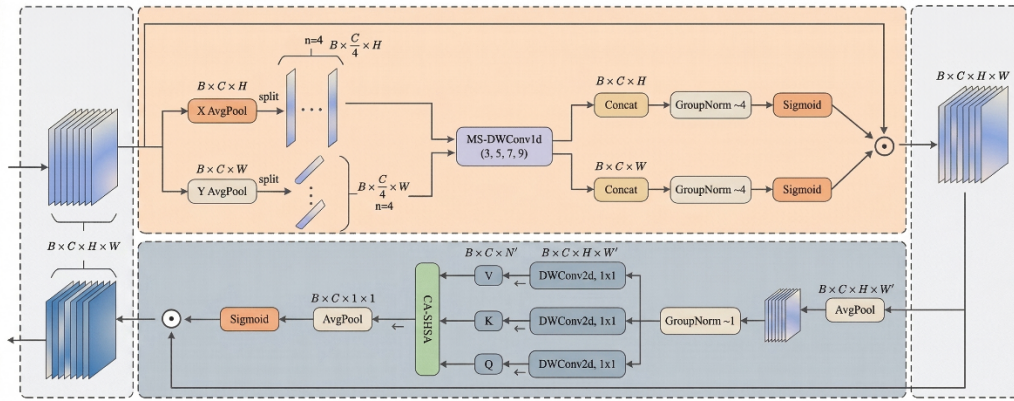 n=4 B × C/4 × H
B × C × H
X AvgPool
split
B × C × W
Y AvgPool
split
B × C/4 × W
n=4
MS-DWConv1d
(3, 5, 7, 9)
B × C × H
Concat
GroupNorm ~4
Sigmoid
B × C × W
Concat
GroupNorm ~4
Sigmoid
B × C × H × W
B × C × H × W
B × C × H × W'
AvgPool
GroupNorm ~1
B × C × H × W'
DWConv2d, 1x1
DWConv2d, 1x1
DWConv2d, 1x1
B × C × N'
V
K
Q
CA-SHSA
B × C × 1 × 1
AvgPool
Sigmoid